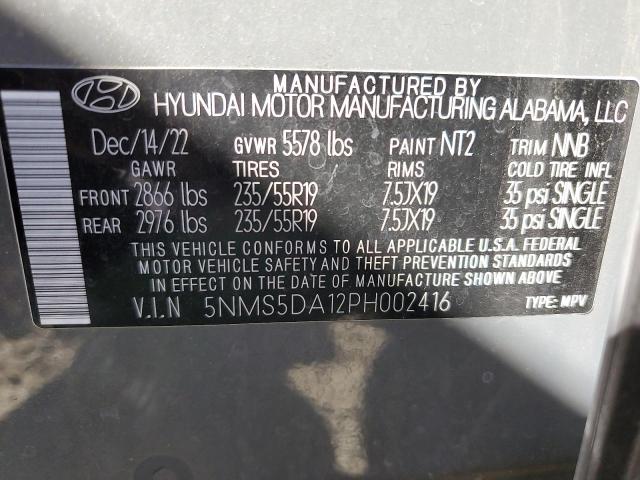 MANUFACTURED BY
HYUNDAI MOTOR MANUFACTURING ALABAMA, LLC
Dec/14/22 GVWR 5578 lbs PAINT NT2 TRIM NNB
GAWR TIRES RIMS COLD TIRE INFL
FRONT 2866 lbs 235/55R19 7.5JX19 35 psi SINGLE
REAR 2976 lbs 235/55R19 7.5JX19 35 psi SINGLE
THIS VEHICLE CONFORMS TO ALL APPLICABLE U.S.A. FEDERAL
MOTOR VEHICLE SAFETY AND THEFT PREVENTION STANDARDS
IN EFFECT ON THE DATE OF MANUFACTURE SHOWN ABOVE.
V.I.N 5NMS5DA12PH002416 TYPE: MPV